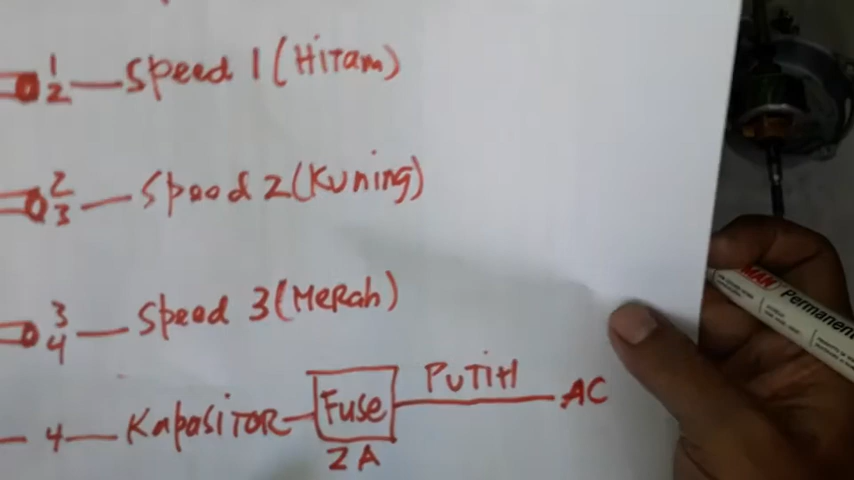 1
2 Speed 1 (Hitam)
2
3 Speed 2 (Kuning)
3
4 Speed 3 (Merah)
4 Kapasitor Fuse PUTIH AC
2A
Permanent